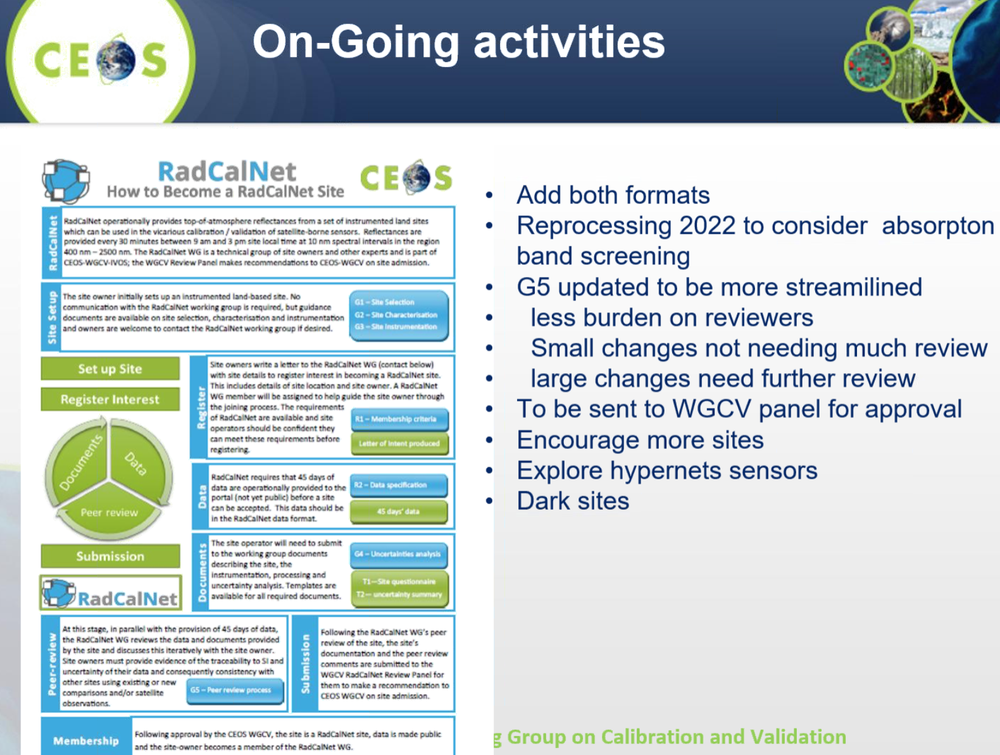 CEOS
On-Going activities
RadCalNet
How to Become a RadCalNet Site
CEOS
RadCalNet
RadCalNet operationally provides top-of-atmosphere reflectances from a set of instrumented land sites
which can be used in the vicarious calibration / validation of satellite-borne sensors. Reflectances are
provided every 30 minutes between 9 am and 3 pm site local time at 10 nm spectral intervals in the region
400 nm – 2500 nm. The RadCalNet WG is a technical group of site owners and other experts and is part of
CEOS-WGCV-IVOS; the WGCV Review Panel makes recommendations to CEOS-WGCV on site admission.
Site Setup
The site owner initially sets up an instrumented land-based site. No
communication with the RadCalNet working group is required, but guidance
documents are available on site selection, characterisation and instrumentation
and owners are welcome to contact the RadCalNet working group if desired.
G1 – Site Selection
G2 – Site Characterisation
G3 – Site Instrumentation
Set up Site
Register Interest
Documents
Data
Peer review
Submission
RadCalNet
Register
Site owners write a letter to the RadCalNet WG (contact below)
with site details to register interest in becoming a RadCalNet site.
This includes details of site location and site owner. A RadCalNet
WG member will be assigned to help guide the site owner through
the joining process. The requirements
of RadCalNet are available and site
operators should be confident they
can meet these requirements before
registering.
R1 – Membership criteria
Letter of Intent produced
Data
RadCalNet requires that 45 days of
data are operationally provided to the
portal (not yet public) before a site
can be accepted. This data should be
in the RadCalNet data format.
R2 – Data specification
45 days' data
Documents
The site operator will need to submit
to the working group documents
describing the site, the
instrumentation, processing and
uncertainty analysis. Templates are
available for all required documents.
G4 – Uncertainties analysis
T1—Site questionnaire
T2— uncertainty summary
Peer-review
At this stage, in parallel with the provision of 45 days of data,
the RadCalNet WG reviews the data and documents provided
by the site and discusses this iteratively with the site owner.
Site owners must provide evidence of the traceability to SI and
uncertainty of their data and consequently consistency with
other sites using existing or new
comparisons and/or satellite
observations.
G5 – Peer review process
Submission
Following the RadCalNet WG's peer
review of the site, the site's
documentation and the peer review
comments are submitted to the
WGCV RadCalNet Review Panel for
them to make a recommendation to
CEOS WGCV on site admission.
Membership
Following approval by the CEOS WGCV, the site is a RadCalNet site, data is made public
and the site-owner becomes a member of the RadCalNet WG.
• Add both formats
• Reprocessing 2022 to consider absorpton
band screening
• G5 updated to be more streamilined
• less burden on reviewers
• Small changes not needing much review
• large changes need further review
• To be sent to WGCV panel for approval
• Encourage more sites
• Explore hypernets sensors
• Dark sites
g Group on Calibration and Validation